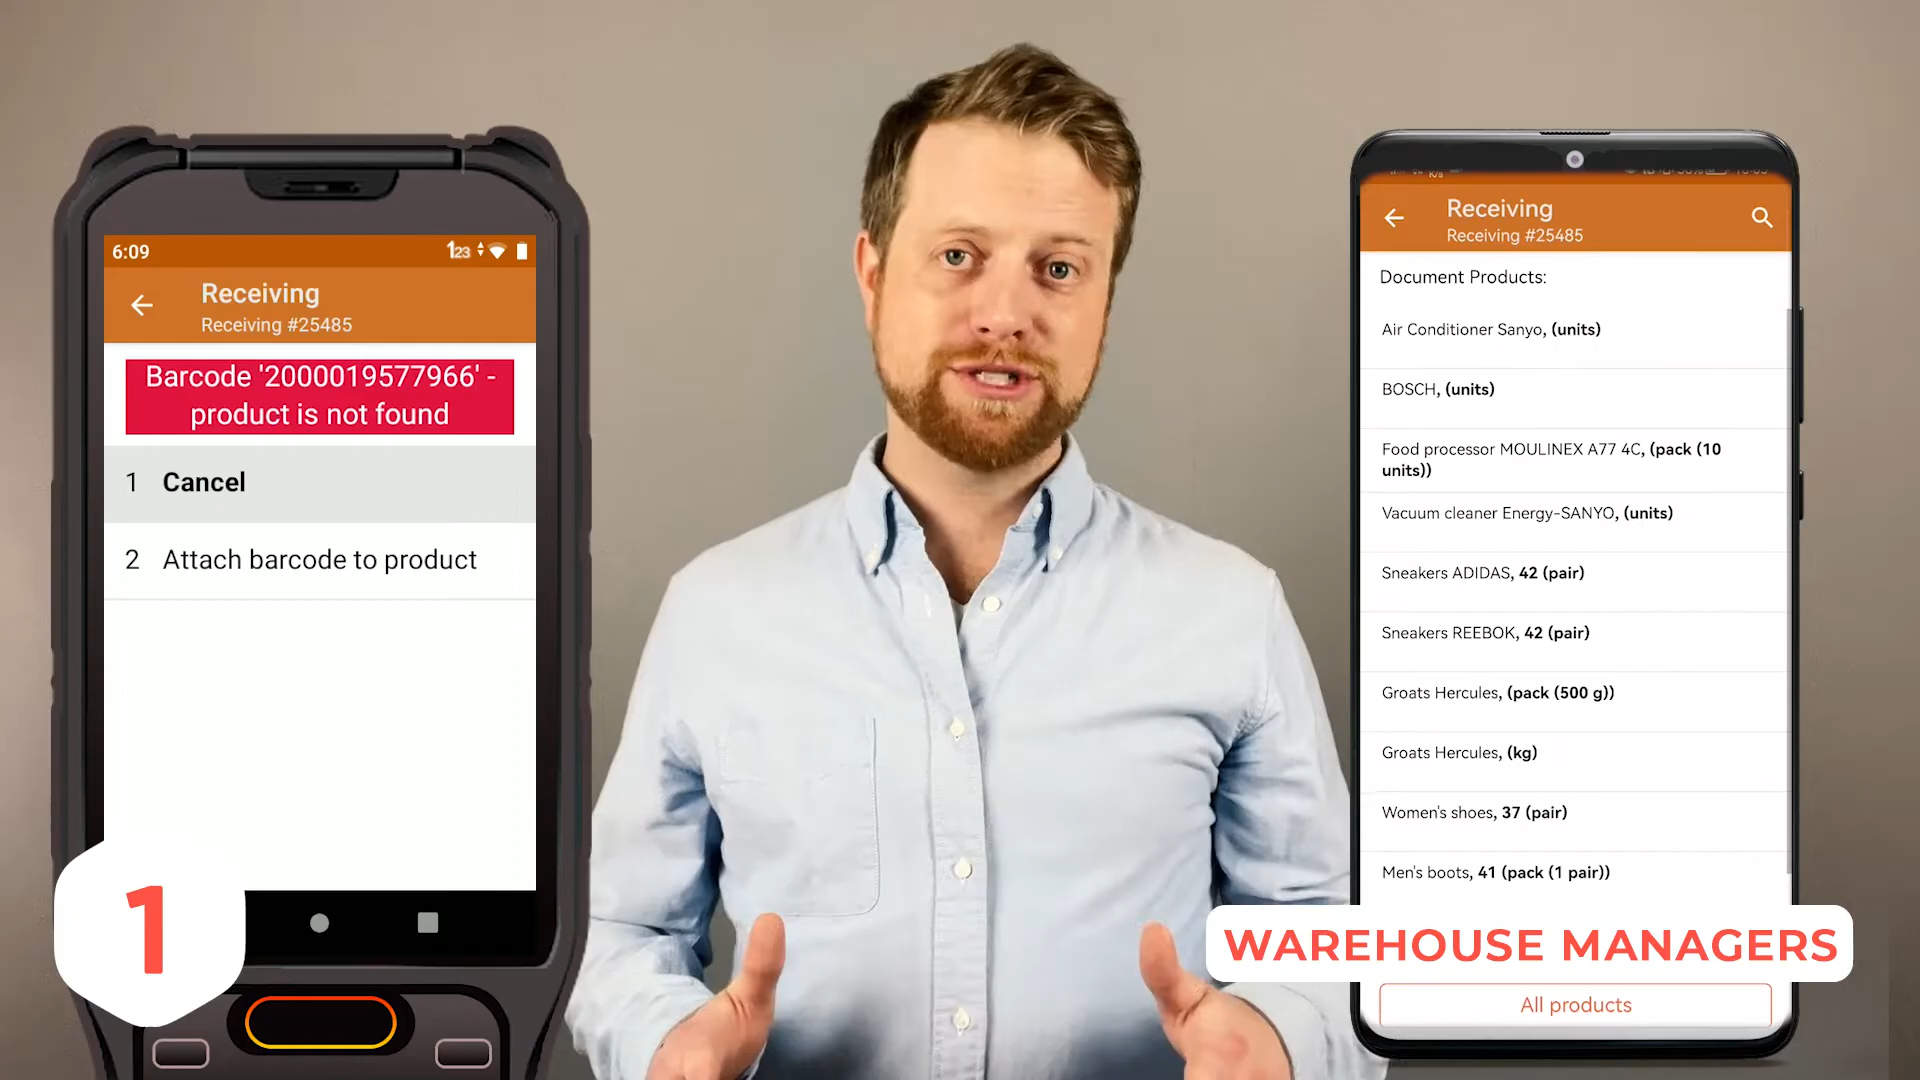 6:09
123
Receiving
Receiving #25485
Barcode '2000019577966' -
product is not found
1 Cancel
2 Attach barcode to product
1
K/s
Receiving
Receiving #25485
Document Products:
Air Conditioner Sanyo, (units)
BOSCH, (units)
Food processor MOULINEX A77 4C, (pack (10
units))
Vacuum cleaner Energy-SANYO, (units)
Sneakers ADIDAS, 42 (pair)
Sneakers REEBOK, 42 (pair)
Groats Hercules, (pack (500 g))
Groats Hercules, (kg)
Women's shoes, 37 (pair)
Men's boots, 41 (pack (1 pair))
WAREHOUSE MANAGERS
All products